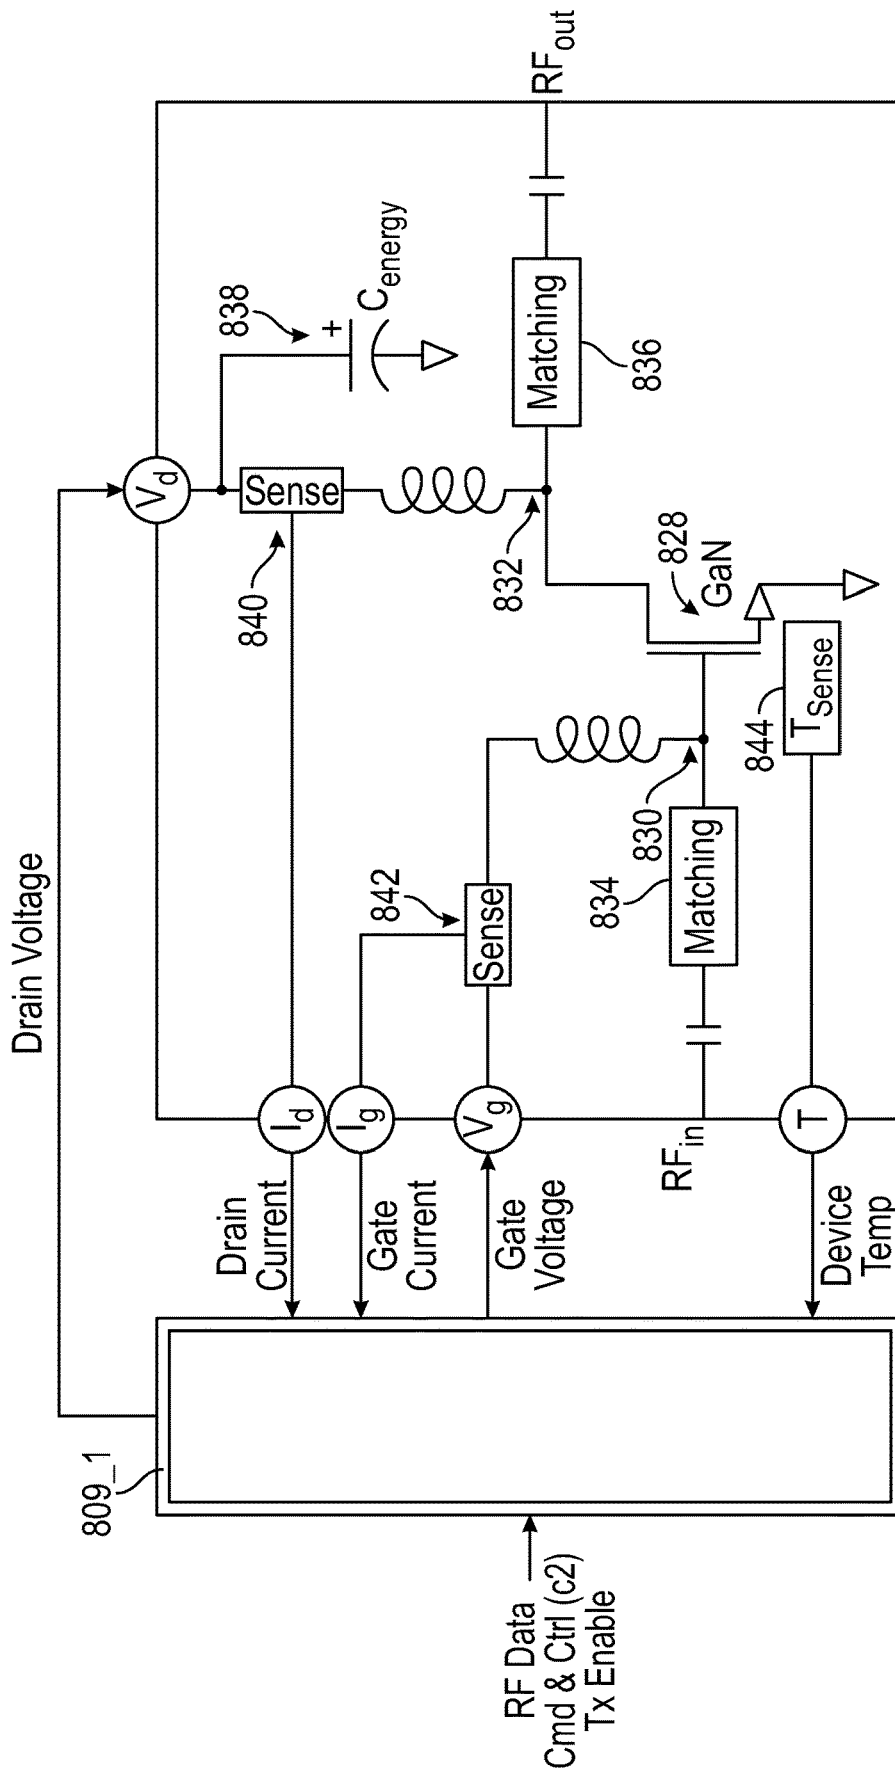 Drain Voltage
809_1
RF Data
Cmd & Ctrl (c2)
Tx Enable
Drain
Current
Gate
Current
Gate
Voltage
Device
Temp
I_d
I_g
V_g
RF_in
T
V_d
840
Sense
838
+
C_energy
842
Sense
832
Matching
836
RF_out
834
Matching
830
828
GaN
844
T_Sense